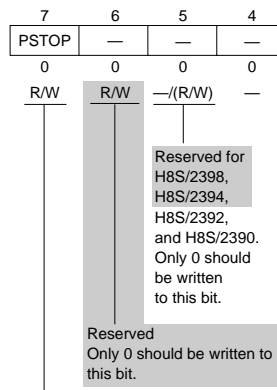 7 6 5 4
PSTOP — — —
0 0 0 0
R/W R/W —/(R/W) —
Reserved for
H8S/2398,
H8S/2394,
H8S/2392,
and H8S/2390.
Only 0 should
be written
to this bit.
Reserved
Only 0 should be written to
this bit.